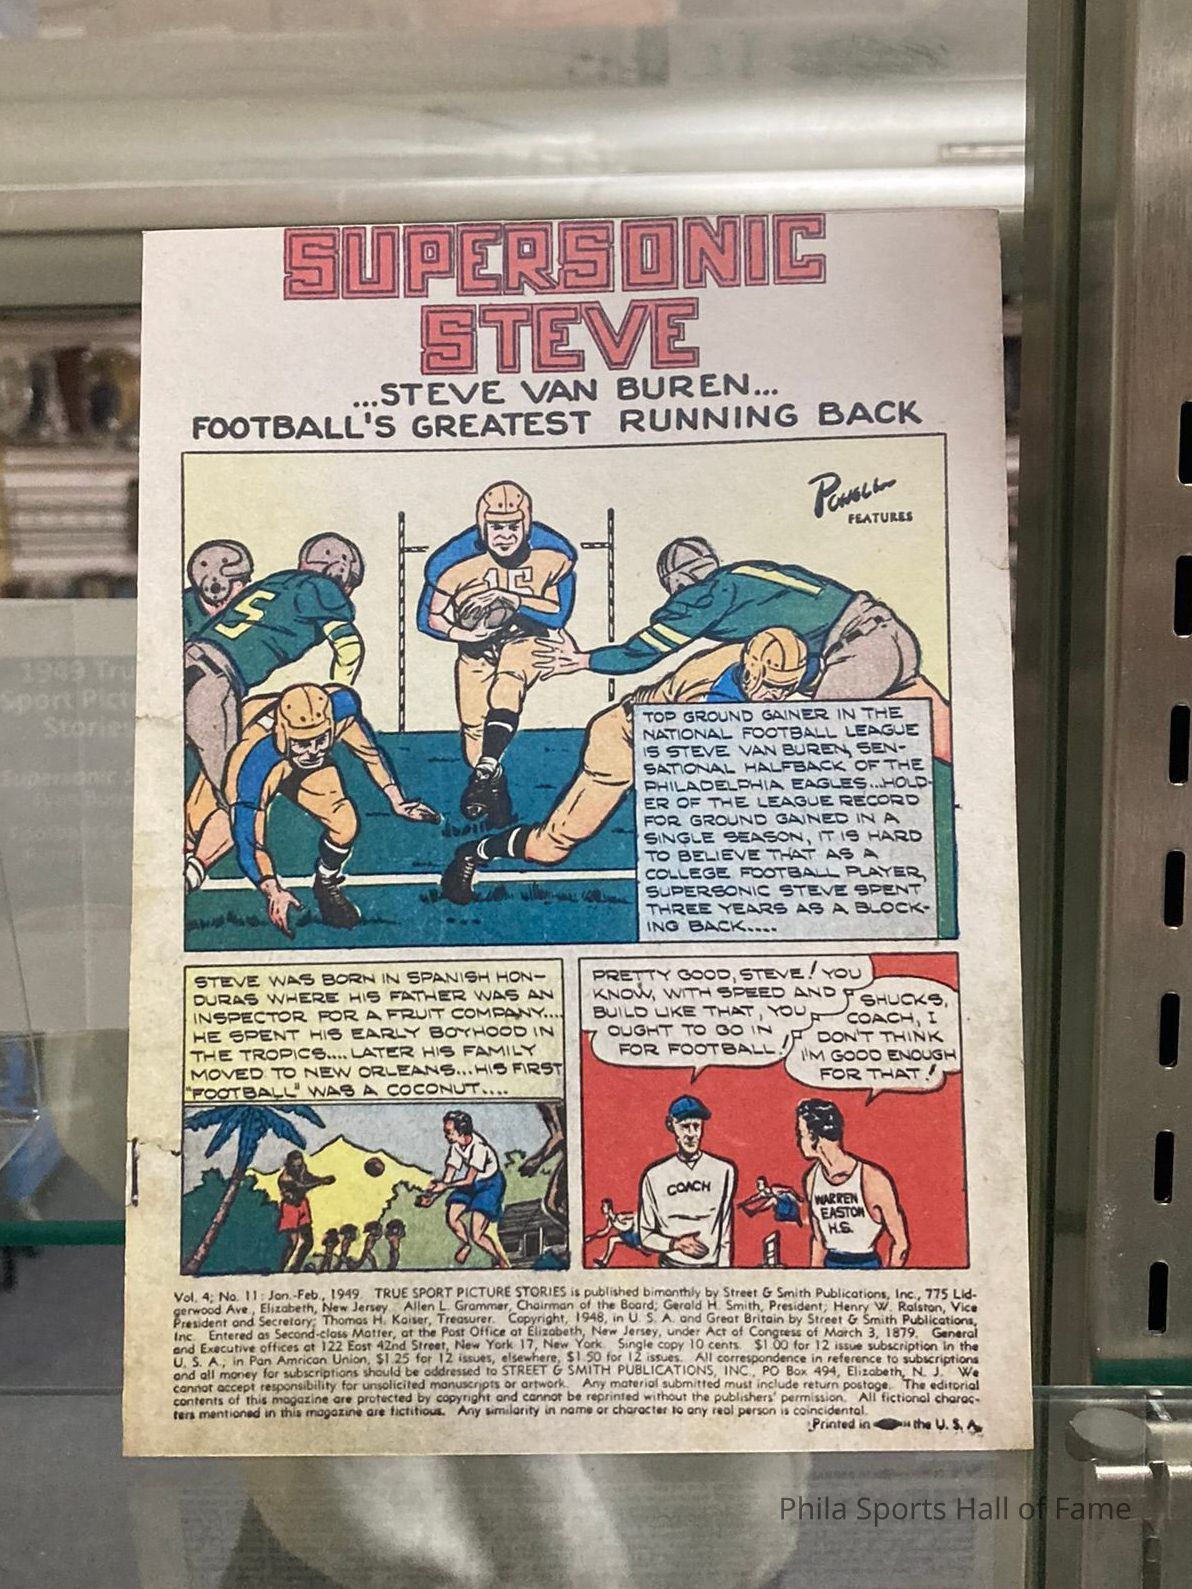 SUPERSONIC
STEVE
...STEVE VAN BUREN...
FOOTBALL'S GREATEST RUNNING BACK
Powell
FEATURES
15
5
1
TOP GROUND GAINER IN THE
NATIONAL FOOTBALL LEAGUE
IS STEVE VAN BUREN, SEN-
SATIONAL HALFBACK OF THE
PHILADELPHIA EAGLES...HOLD-
ER OF THE LEAGUE RECORD
FOR GROUND GAINED IN A
SINGLE SEASON, IT IS HARD
TO BELIEVE THAT AS A
COLLEGE FOOTBALL PLAYER,
SUPERSONIC STEVE SPENT
THREE YEARS AS A BLOCK-
ING BACK....
STEVE WAS BORN IN SPANISH HON-
DURAS WHERE HIS FATHER WAS AN
INSPECTOR FOR A FRUIT COMPANY...
HE SPENT HIS EARLY BOYHOOD IN
THE TROPICS....LATER HIS FAMILY
MOVED TO NEW ORLEANS...HIS FIRST
"FOOTBALL" WAS A COCONUT....
PRETTY GOOD, STEVE! YOU
KNOW, WITH SPEED AND A
BUILD LIKE THAT, YOU
OUGHT TO GO IN
FOR FOOTBALL!
SHUCKS,
COACH, I
DON'T THINK
I'M GOOD ENOUGH
FOR THAT!
COACH
WARREN
EASTON
H.S.
Vol. 4; No. 11: Jan.-Feb., 1949. TRUE SPORT PICTURE STORIES is published bimonthly by Street & Smith Publications, Inc., 775 Lid-
gerwood Ave., Elizabeth, New Jersey. Allen L. Grammer, Chairman of the Board; Gerald H. Smith, President; Henry W. Ralston, Vice
President and Secretary; Thomas H. Kaiser, Treasurer. Copyright, 1948, in U. S. A. and Great Britain by Street & Smith Publications,
Inc. Entered as Second-class Matter, at the Post Office at Elizabeth, New Jersey, under Act of Congress of March 3, 1879. General
and Executive offices at 122 East 42nd Street, New York 17, New York. Single copy 10 cents. $1.00 for 12 issue subscription in the
U. S. A.; in Pan Amrican Union, $1.25 for 12 issues, elsewhere, $1.50 for 12 issues. All correspondence in reference to subscriptions
and all money for subscriptions should be addressed to STREET & SMITH PUBLICATIONS, INC., PO Box 494, Elizabeth, N. J. We
cannot accept responsibility for unsolicited manuscripts or artwork. Any material submitted must include return postage. The editorial
contents of this magazine are protected by copyright and cannot be reprinted without the publishers' permission. All fictional charac-
ters mentioned in this magazine are fictitious. Any similarity in name or character to any real person is coincidental.
Printed in the U. S. A.
1949 Tru
Sport Pict
Stories
Supersonic S
Phila Sports Hall of Fame